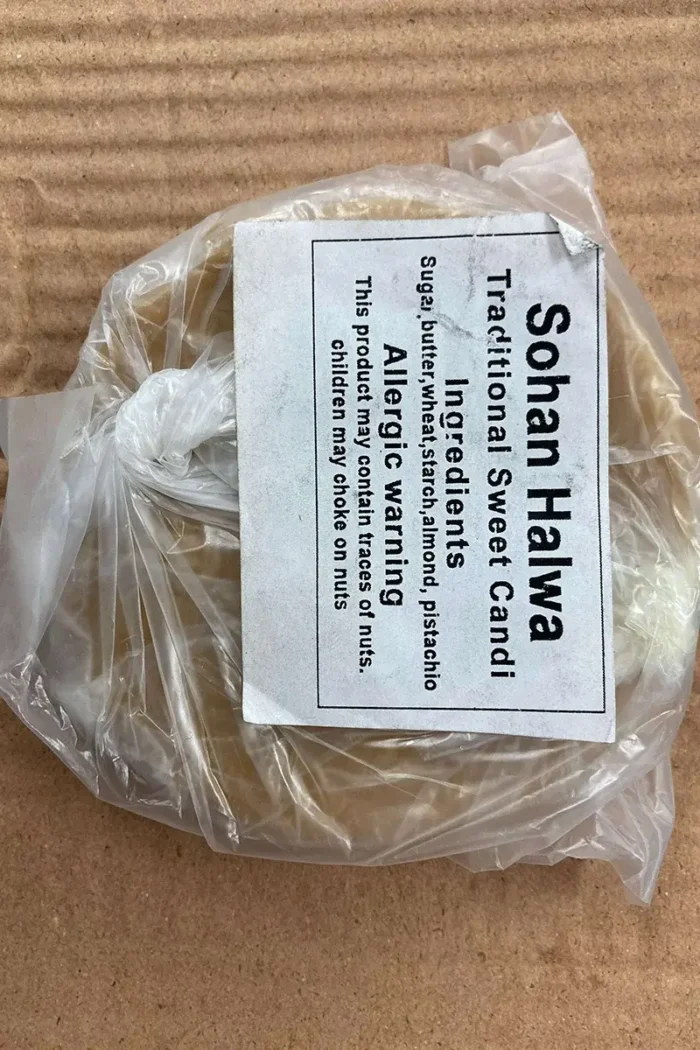 Sohan Halwa
Traditional Sweet Candi
Ingredients
Sugar,butter,wheat,starch,almond, pistachio
Allergic warning
This product may contain traces of nuts.
children may choke on nuts